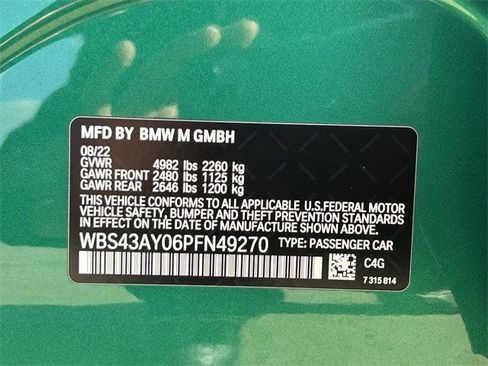 MFD BY BMW M GMBH
08/22
GVWR 4982 lbs 2260 kg
GAWR FRONT 2480 lbs 1125 kg
GAWR REAR 2646 lbs 1200 kg
THIS VEHICLE CONFORMS TO ALL APPLICABLE U.S.FEDERAL MOTOR
VEHICLE SAFETY, BUMPER, AND THEFT PREVENTION STANDARDS
IN EFFECT ON THE DATE OF MANUFACTURE SHOWN ABOVE.
WBS43AY06PFN49270 TYPE: PASSENGER CAR
C4G
7 315 814